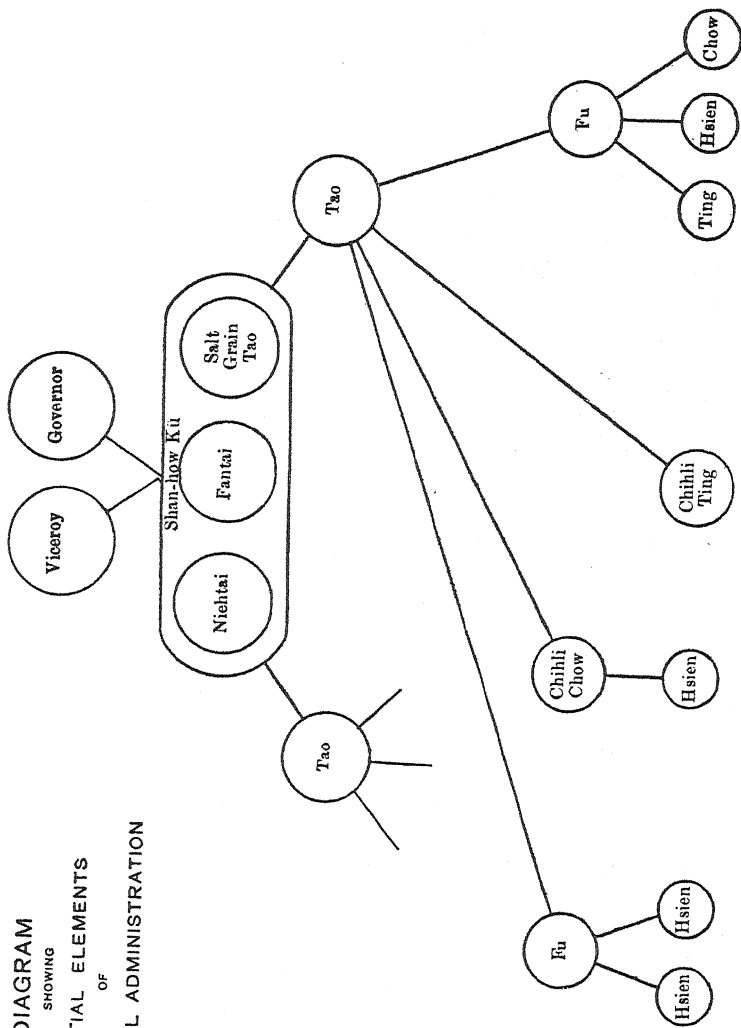 DIAGRAM
SHOWING
TIAL ELEMENTS
OF
L ADMINISTRATION
Viceroy
Governor
Shan-how Kü
Niehtai
Fantai
Salt
Grain
Tao
Tao
Tao
Fu
Chihli
Chow
Chihli
Ting
Fu
Hsien
Hsien
Hsien
Ting
Hsien
Chow